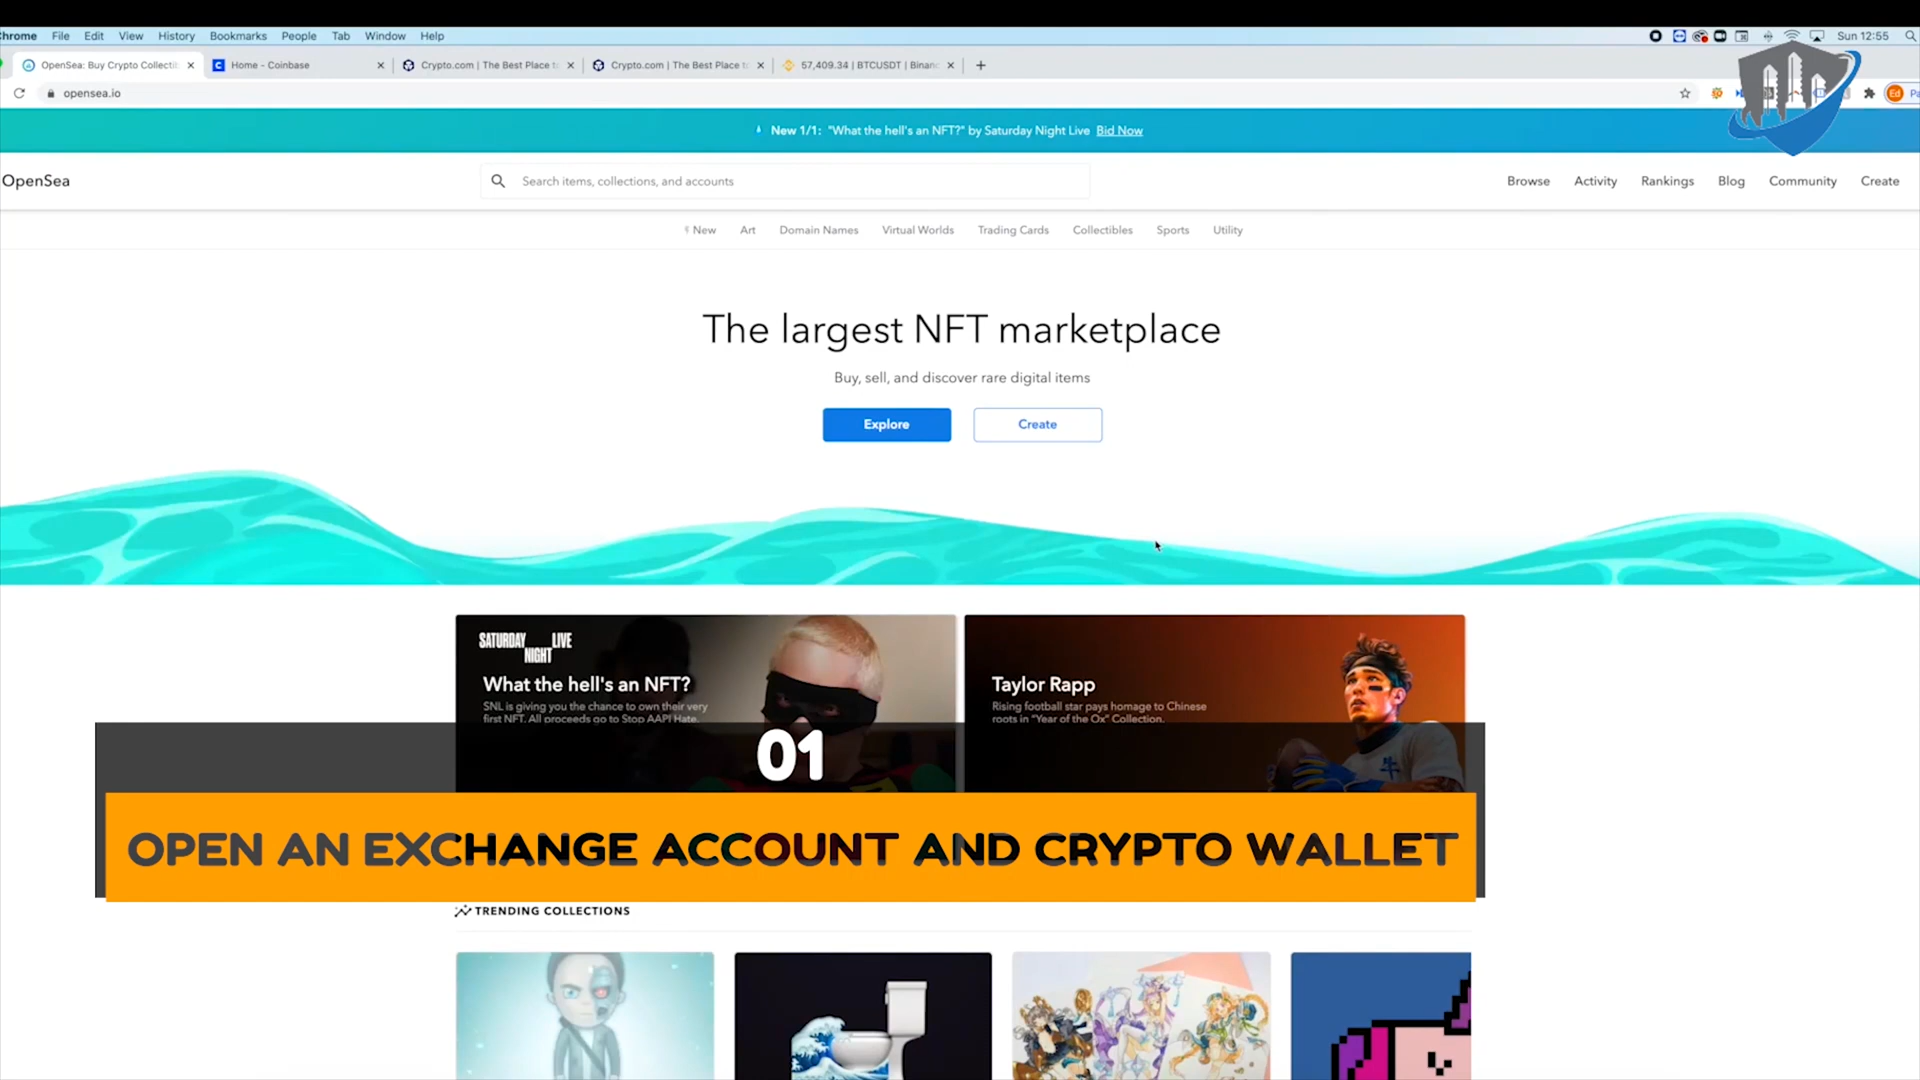 Chrome File Edit View History Bookmarks People Tab Window Help Sun 12:55
OpenSea: Buy Crypto Collectib Home - Coinbase Crypto.com | The Best Place to Crypto.com | The Best Place to 57,409.34 | BTCUSDT | Binanc
opensea.io Ed Pa
New 1/1: "What the hell's an NFT?" by Saturday Night Live Bid Now
OpenSea Search items, collections, and accounts Browse Activity Rankings Blog Community Create
New Art Domain Names Virtual Worlds Trading Cards Collectibles Sports Utility
The largest NFT marketplace
Buy, sell, and discover rare digital items
Explore Create
SATURDAY NIGHT LIVE
What the hell's an NFT?
SNL is giving you the chance to own their very
first NFT. All proceeds go to Stop AAPI Hate.
Taylor Rapp
Rising football star pays homage to Chinese
roots in "Year of the Ox" Collection.
01
OPEN AN EXCHANGE ACCOUNT AND CRYPTO WALLET
TRENDING COLLECTIONS